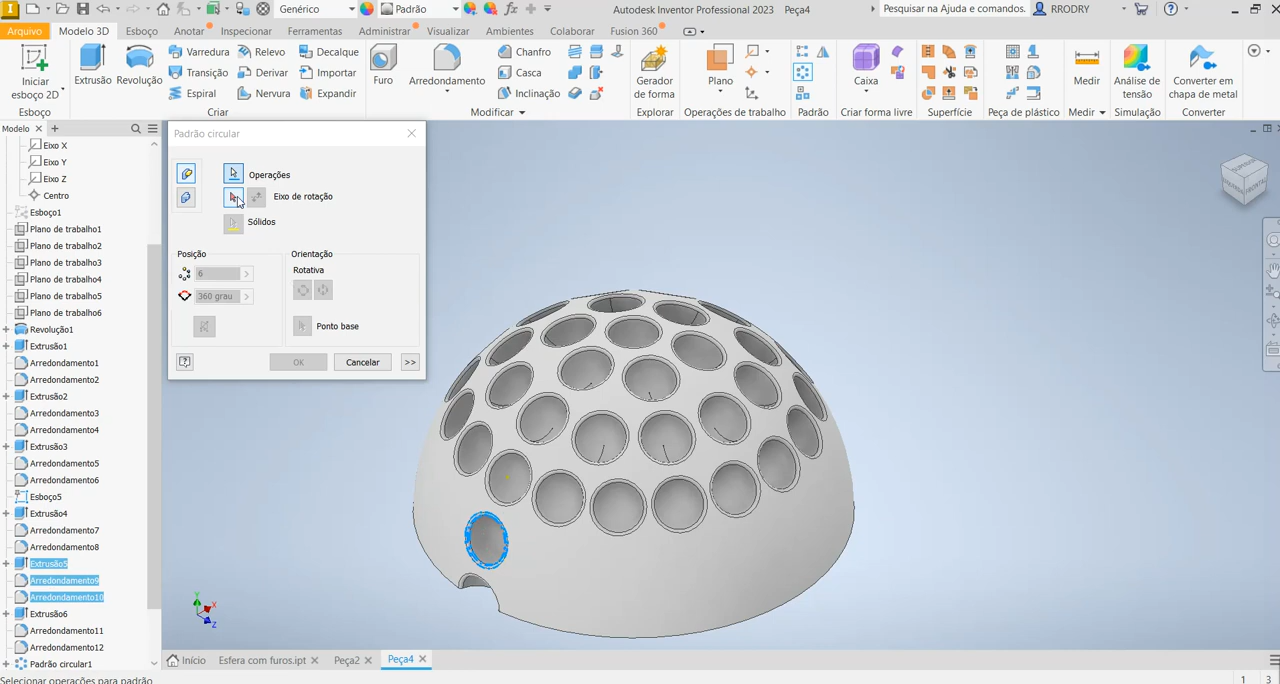 Genérico
Padrão
Autodesk Inventor Professional 2023 Peça4
Pesquisar na Ajuda e comandos.
RRODRY
Arquivo
Modelo 3D
Esboço
Anotar
Inspecionar
Ferramentas
Administrar
Visualizar
Ambientes
Colaborar
Fusion 360
Iniciar
esboço 2D
Extrusão
Revolução
Varredura
Transição
Espiral
Relevo
Derivar
Nervura
Decalque
Importar
Expandir
Furo
Arredondamento
Chanfro
Casca
Inclinação
Gerador
de forma
Plano
Caixa
Medir
Análise de
tensão
Converter em
chapa de metal
Esboço
Criar
Modificar
Explorar
Operações de trabalho
Padrão
Criar forma livre
Superfície
Peça de plástico
Medir
Simulação
Converter
Modelo
Eixo X
Eixo Y
Eixo Z
Centro
Esboço1
Plano de trabalho1
Plano de trabalho2
Plano de trabalho3
Plano de trabalho4
Plano de trabalho5
Plano de trabalho6
Revolução1
Extrusão1
Arredondamento1
Arredondamento2
Extrusão2
Arredondamento3
Arredondamento4
Extrusão3
Arredondamento5
Arredondamento6
Esboço5
Extrusão4
Arredondamento7
Arredondamento8
Extrusão5
Arredondamento9
Arredondamento10
Extrusão6
Arredondamento11
Arredondamento12
Padrão circular1
Padrão circular
Operações
Eixo de rotação
Sólidos
Posição
6
360 grau
Orientação
Rotativa
Ponto base
OK
Cancelar
>>
SUPERIOR
FRONTAL
Y
X
Z
Início
Esfera com furos.ipt
Peça2
Peça4
Selecionar operações para padrão
1
3